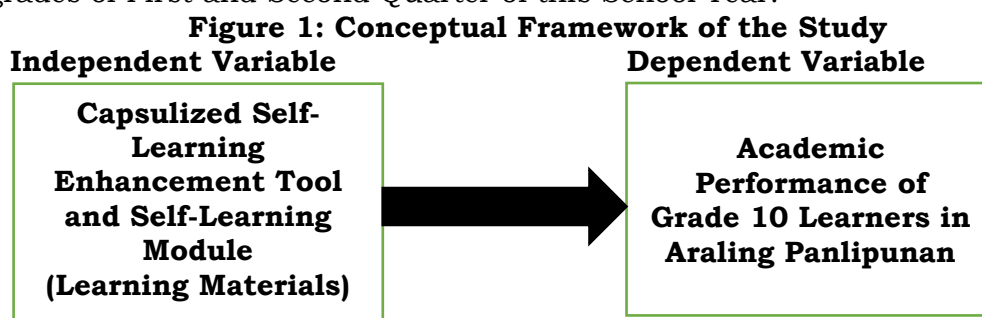 grades of First and Second Quarter of this School Year.
Figure 1: Conceptual Framework of the Study
Independent Variable
Dependent Variable
Capsulized Self-
Learning
Enhancement Tool
and Self-Learning
Module
(Learning Materials)
Academic
Performance of
Grade 10 Learners in
Araling Panlipunan